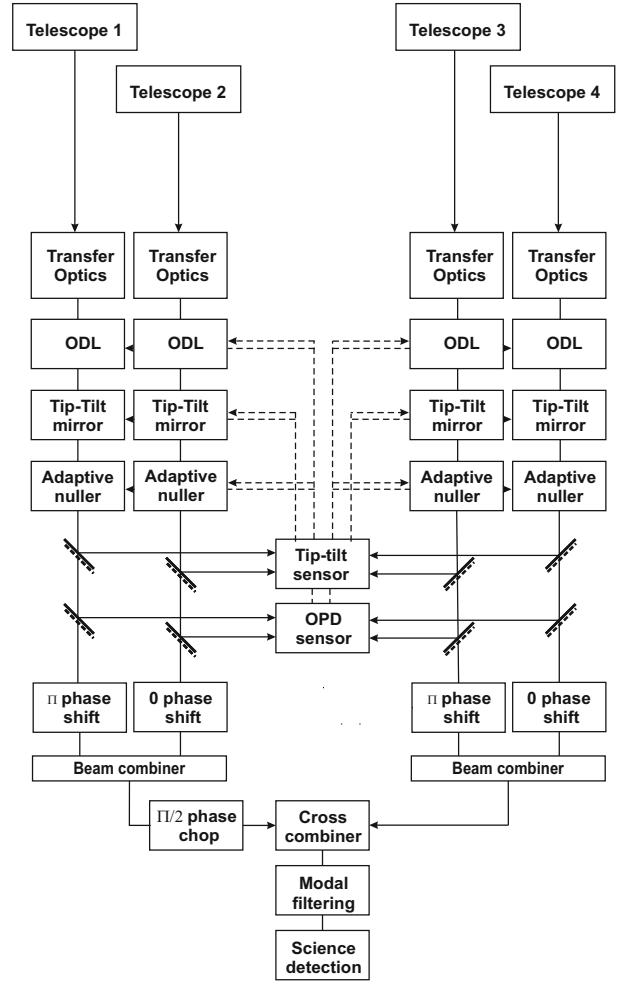 Telescope 1
Telescope 3
Telescope 2
Telescope 4
Transfer
Optics
Transfer
Optics
Transfer
Optics
Transfer
Optics
ODL
ODL
ODL
ODL
Tip-Tilt
mirror
Tip-Tilt
mirror
Tip-Tilt
mirror
Tip-Tilt
mirror
Adaptive
nuller
Adaptive
nuller
Adaptive
nuller
Adaptive
nuller
Tip-tilt
sensor
OPD
sensor
π phase
shift
0 phase
shift
π phase
shift
0 phase
shift
Beam combiner
Beam combiner
Π/2 phase
chop
Cross
combiner
Modal
filtering
Science
detection